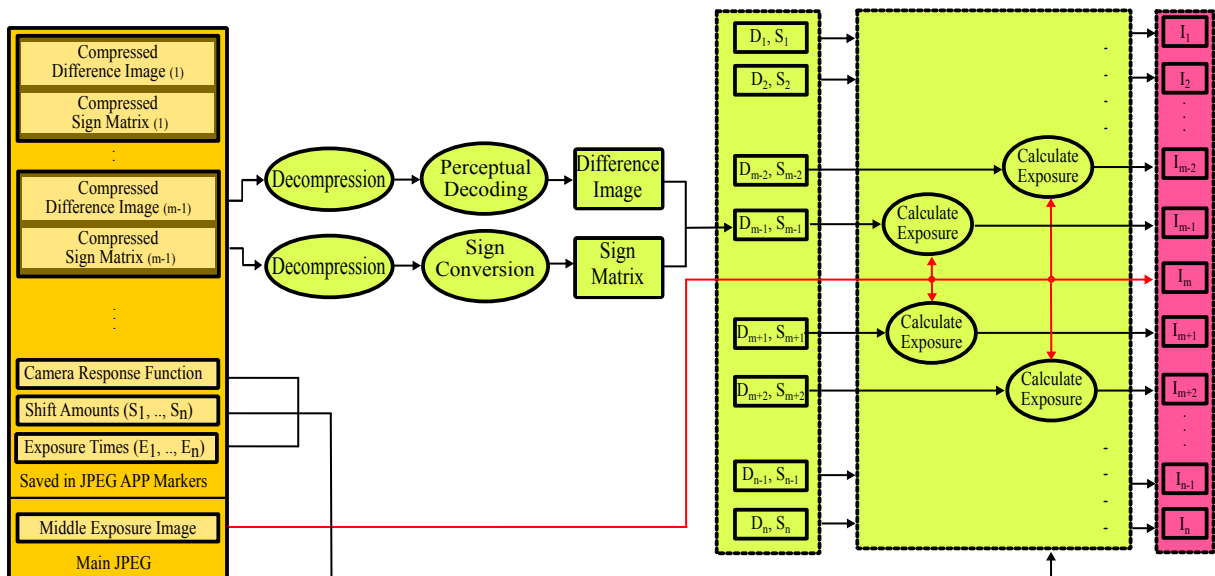 Compressed
Difference Image (1)
Compressed
Sign Matrix (1)
Compressed
Difference Image (m-1)
Compressed
Sign Matrix (m-1)
Camera Response Function
Shift Amounts (S1, .., Sn)
Exposure Times (E1, .., En)
Saved in JPEG APP Markers
Middle Exposure Image
Main JPEG
Decompression
Perceptual
Decoding
Difference
Image
Decompression
Sign
Conversion
Sign
Matrix
D1, S1
D2, S2
Dm-2, Sm-2
Dm-1, Sm-1
Dm+1, Sm+1
Dm+2, Sm+2
Dn-1, Sn-1
Dn, Sn
Calculate
Exposure
Calculate
Exposure
Calculate
Exposure
Calculate
Exposure
I1
I2
Im-2
Im-1
Im
Im+1
Im+2
In-1
In